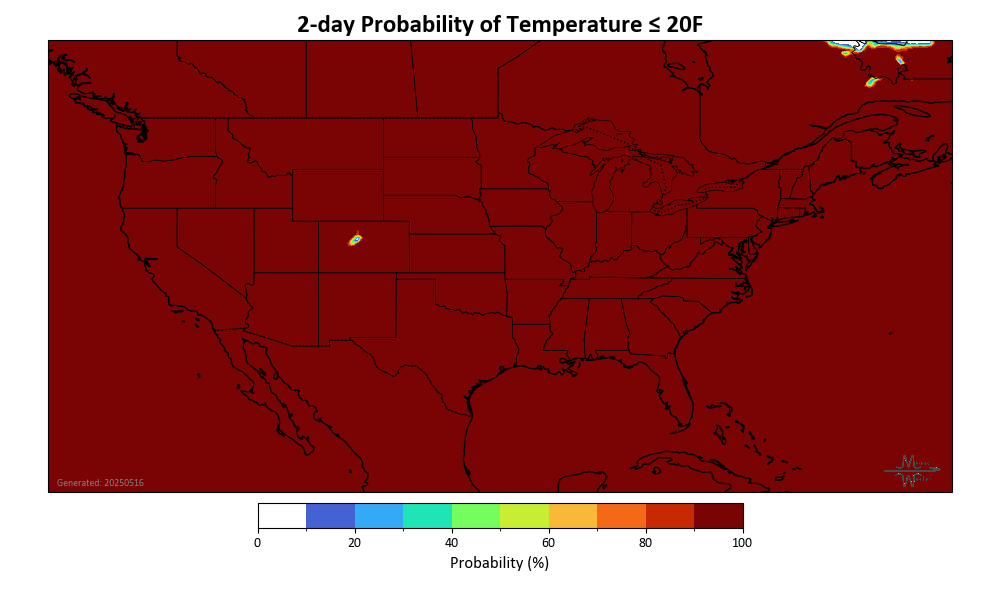 2-day Probability of Temperature ≤ 20F
Generated: 20250516
0 20 40 60 80 100
Probability (%)